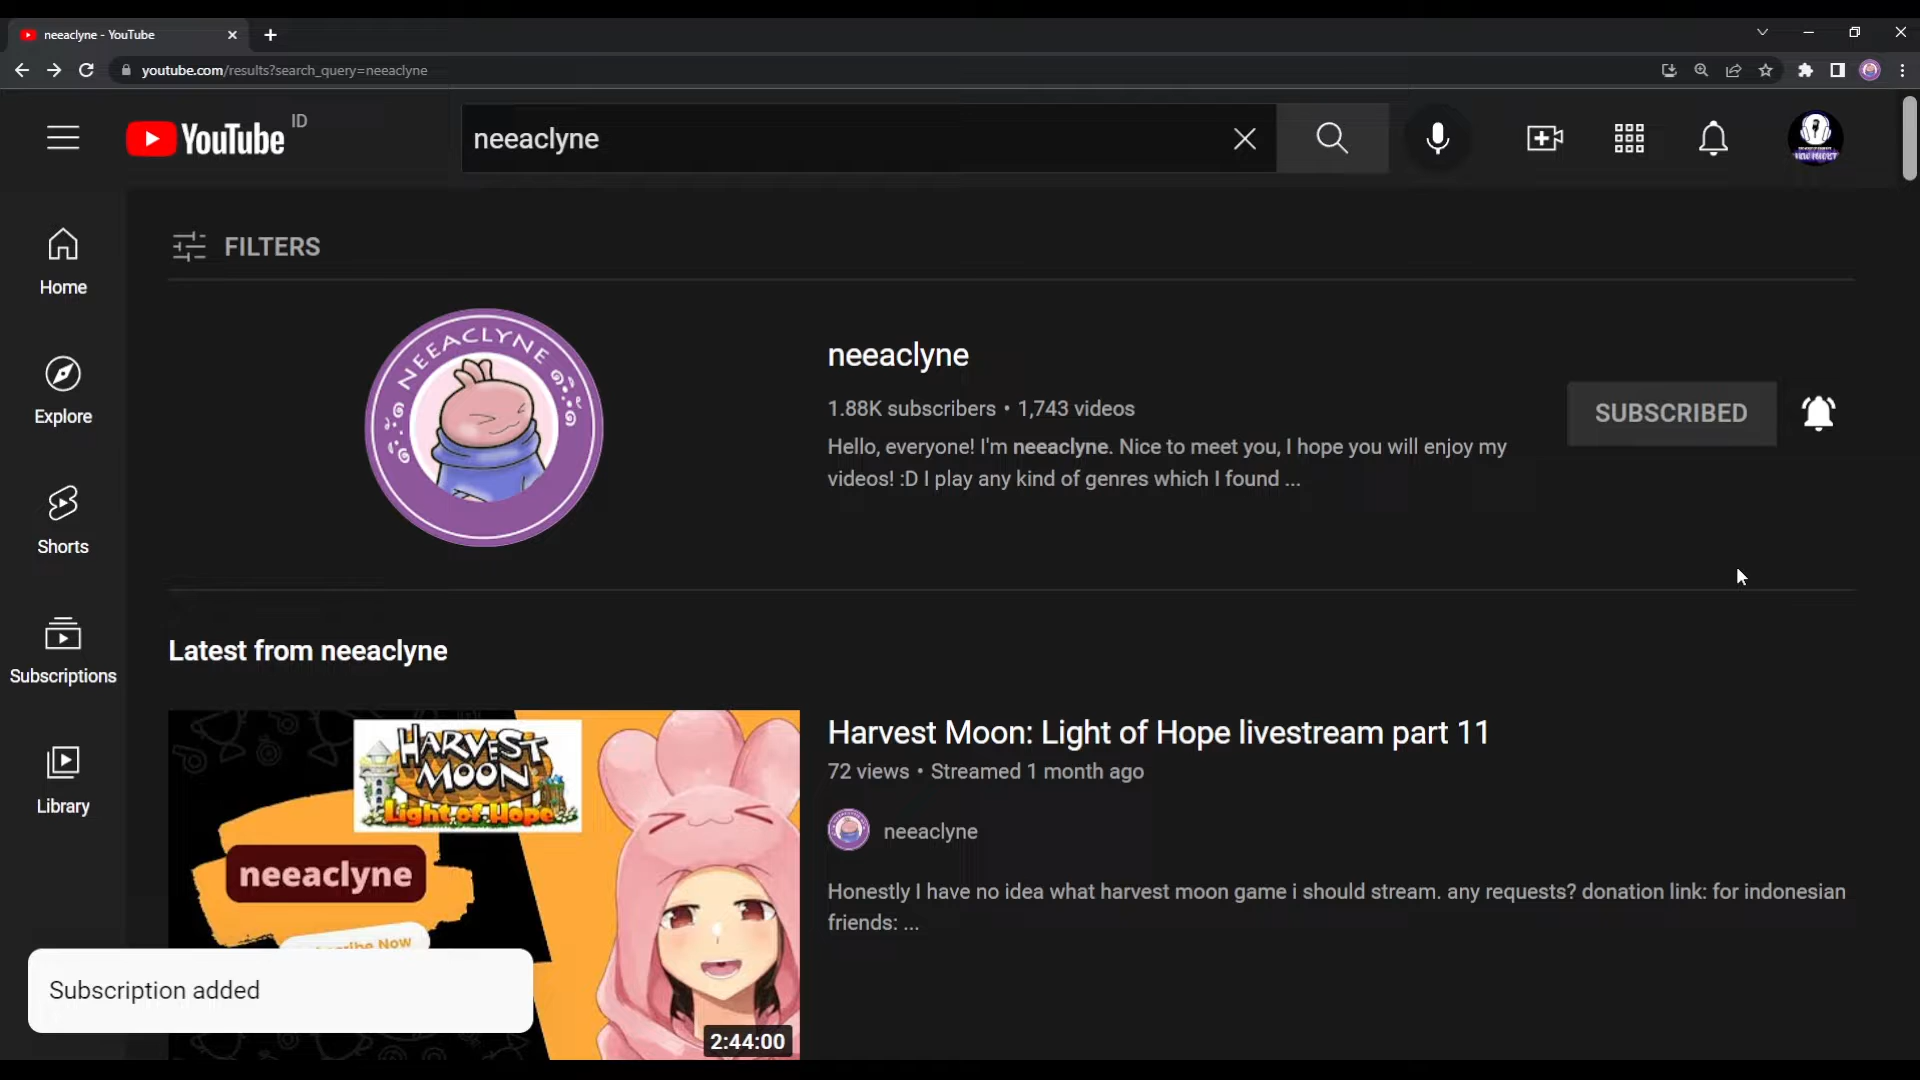 neeaclyne - YouTube
youtube.com/results?search_query=neeaclyne
YouTube ID
neeaclyne
FILTERS
Home
Explore
Shorts
Subscriptions
Library
NEEACLYNE
neeaclyne
1.88K subscribers • 1,743 videos
Hello, everyone! I'm neeaclyne. Nice to meet you, I hope you will enjoy my
videos! :D I play any kind of genres which I found ...
SUBSCRIBED
Latest from neeaclyne
HARVEST
MOON
Light of Hope
neeaclyne
Now
2:44:00
Harvest Moon: Light of Hope livestream part 11
72 views • Streamed 1 month ago
neeaclyne
Honestly I have no idea what harvest moon game i should stream. any requests? donation link: for indonesian
friends: ...
Subscription added